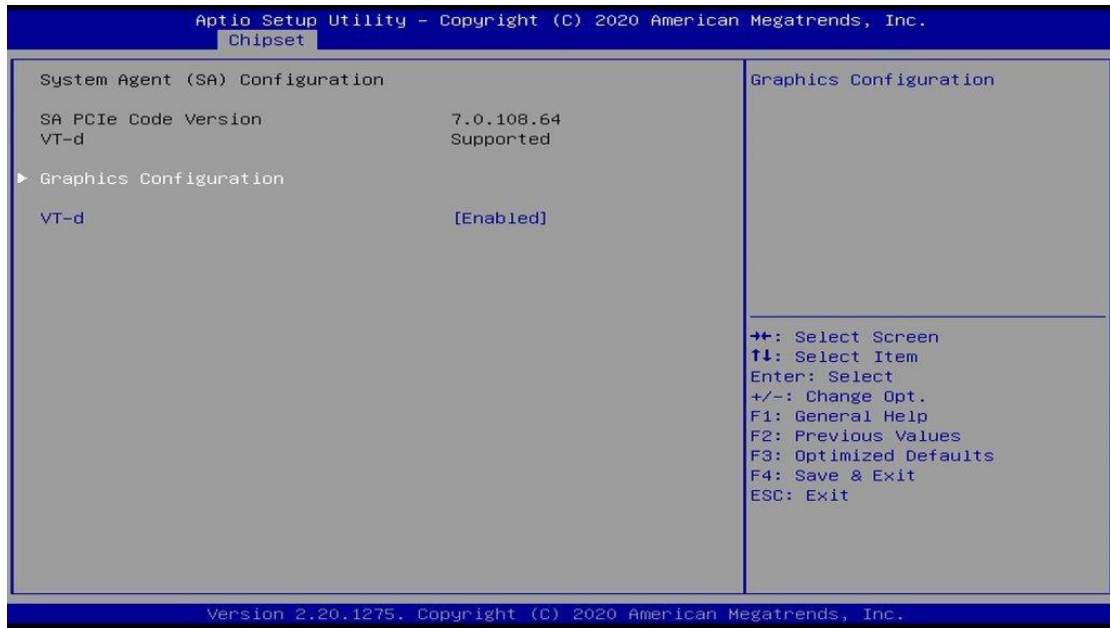 Aptio Setup Utility – Copyright (C) 2020 American Megatrends, Inc.
Chipset
System Agent (SA) Configuration
SA PCIe Code Version 7.0.108.64
VT-d Supported
► Graphics Configuration
VT-d [Enabled]
Graphics Configuration
→←: Select Screen
↑↓: Select Item
Enter: Select
+/-: Change Opt.
F1: General Help
F2: Previous Values
F3: Optimized Defaults
F4: Save & Exit
ESC: Exit
Version 2.20.1275. Copyright (C) 2020 American Megatrends, Inc.